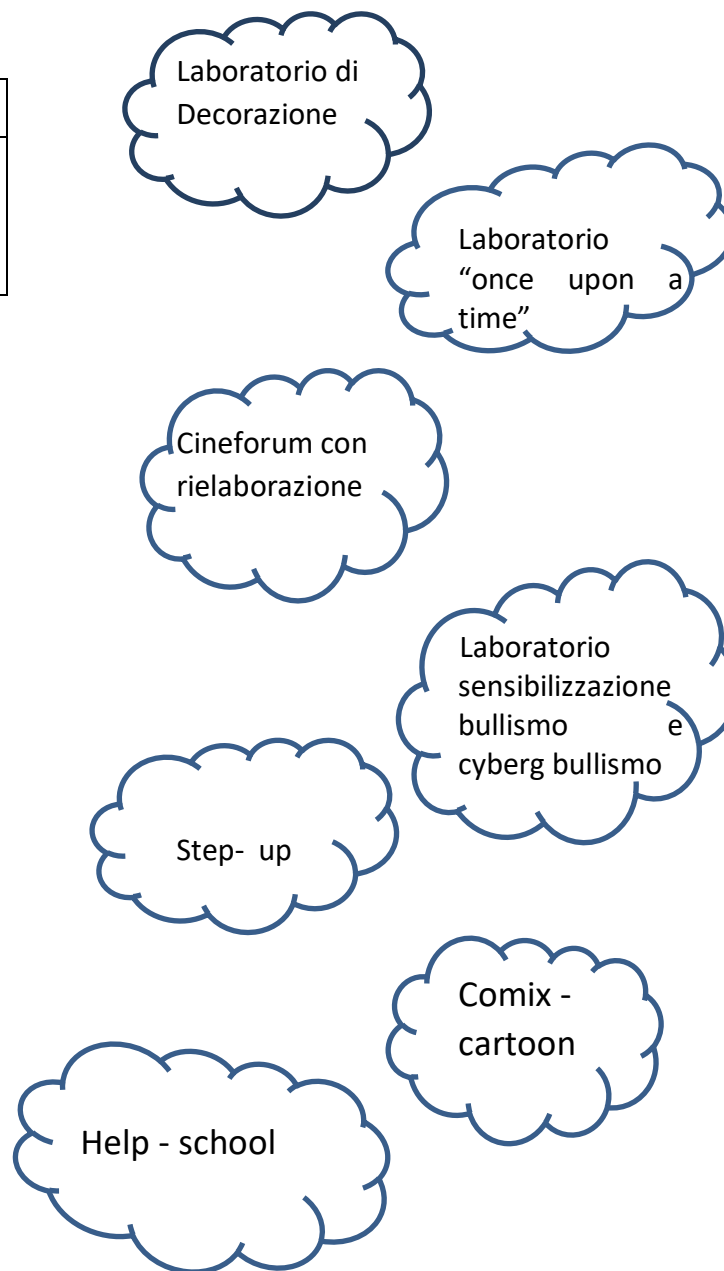 Laboratorio di
Decorazione
Laboratorio
“once upon a
time”
Cineforum con
rielaborazione
Laboratorio
sensibilizzazione
bullismo e
cyberg bullismo
Step- up
Comix -
cartoon
Help - school